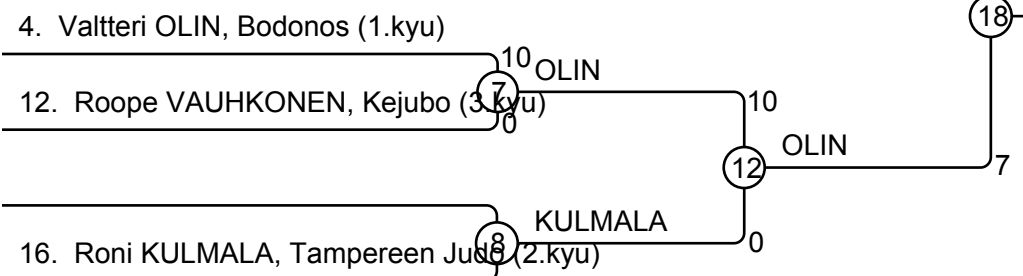 4. Valtteri OLIN, Bodonos (1.kyu)
18
10
OLIN
7
12. Roope VAUHKONEN, Kejubo (3.kyu)
10
0
OLIN
12
7
KULMALA
8
0
16. Roni KULMALA, Tampereen Judo (2.kyu)